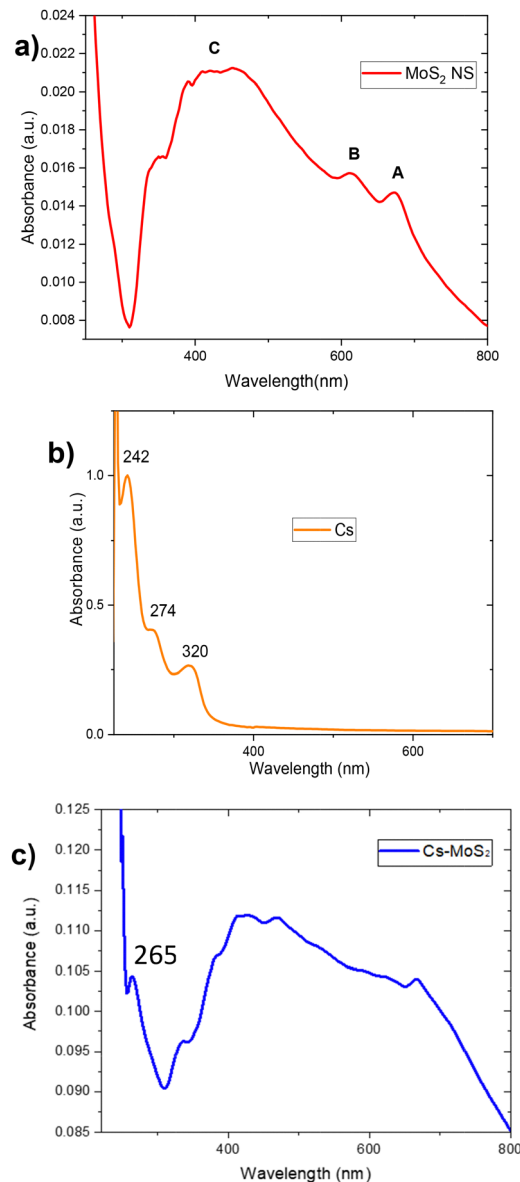 a)
0.024
0.022
0.020
0.018
0.016
0.014
0.012
0.010
0.008
Absorbance (a.u.)
C
B
A
MoS₂ NS
400
600
800
Wavelength(nm)
b)
1.0
0.5
0.0
Absorbance (a.u.)
242
274
320
Cs
400
600
Wavelength (nm)
c)
0.125
0.120
0.115
0.110
0.105
0.100
0.095
0.090
0.085
Absorbance (a.u.)
265
Cs-MoS₂
400
600
800
Wavelength (nm)